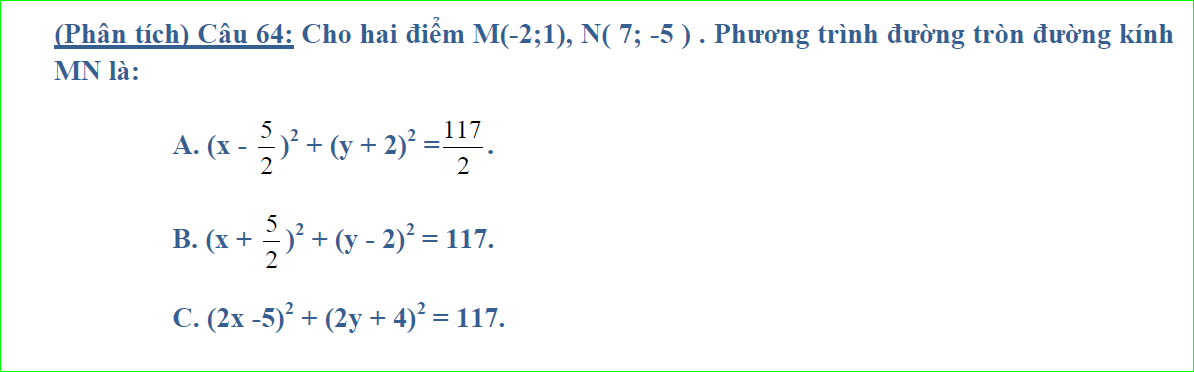 (Phân tích) Câu 64: Cho hai điểm M(-2;1), N( 7; -5 ) . Phương trình đường tròn đường kính
MN là:
A. (x - 5/2)² + (y + 2)² = 117/2.
B. (x + 5/2)² + (y - 2)² = 117.
C. (2x -5)² + (2y + 4)² = 117.